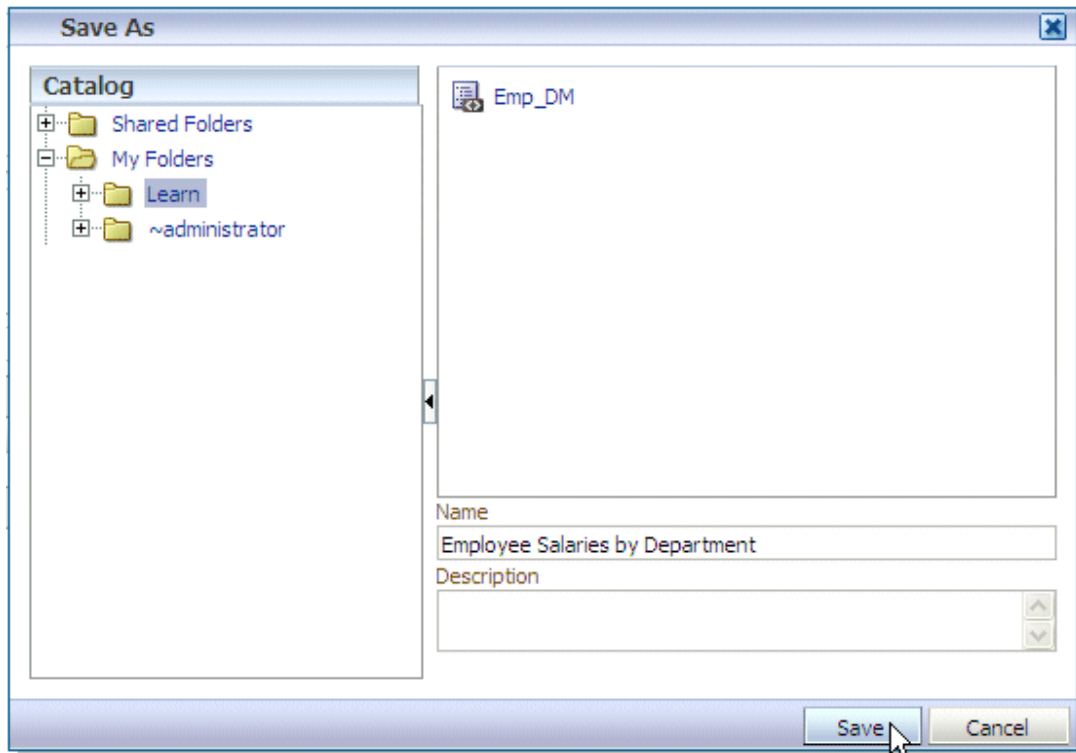 Save As
Catalog
Shared Folders
My Folders
Learn
~administrator
Emp_DM
Name
Employee Salaries by Department
Description
Save
Cancel